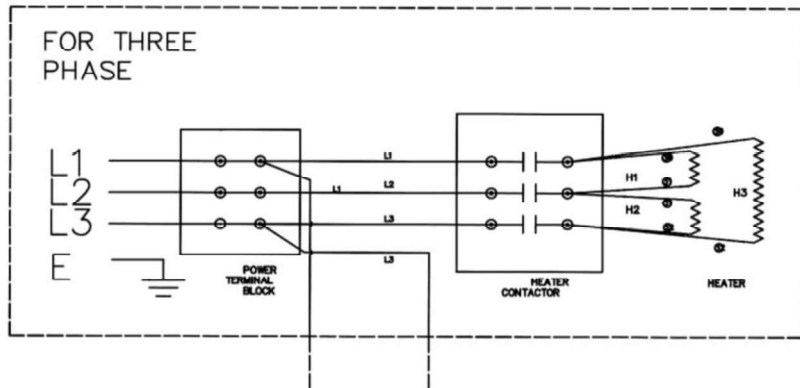 FOR THREE
PHASE
L1
L2
L3
E
L1
L1
L2
L3
L3
POWER
TERMINAL
BLOCK
HEATER
CONTACTOR
H1
H2
H3
HEATER